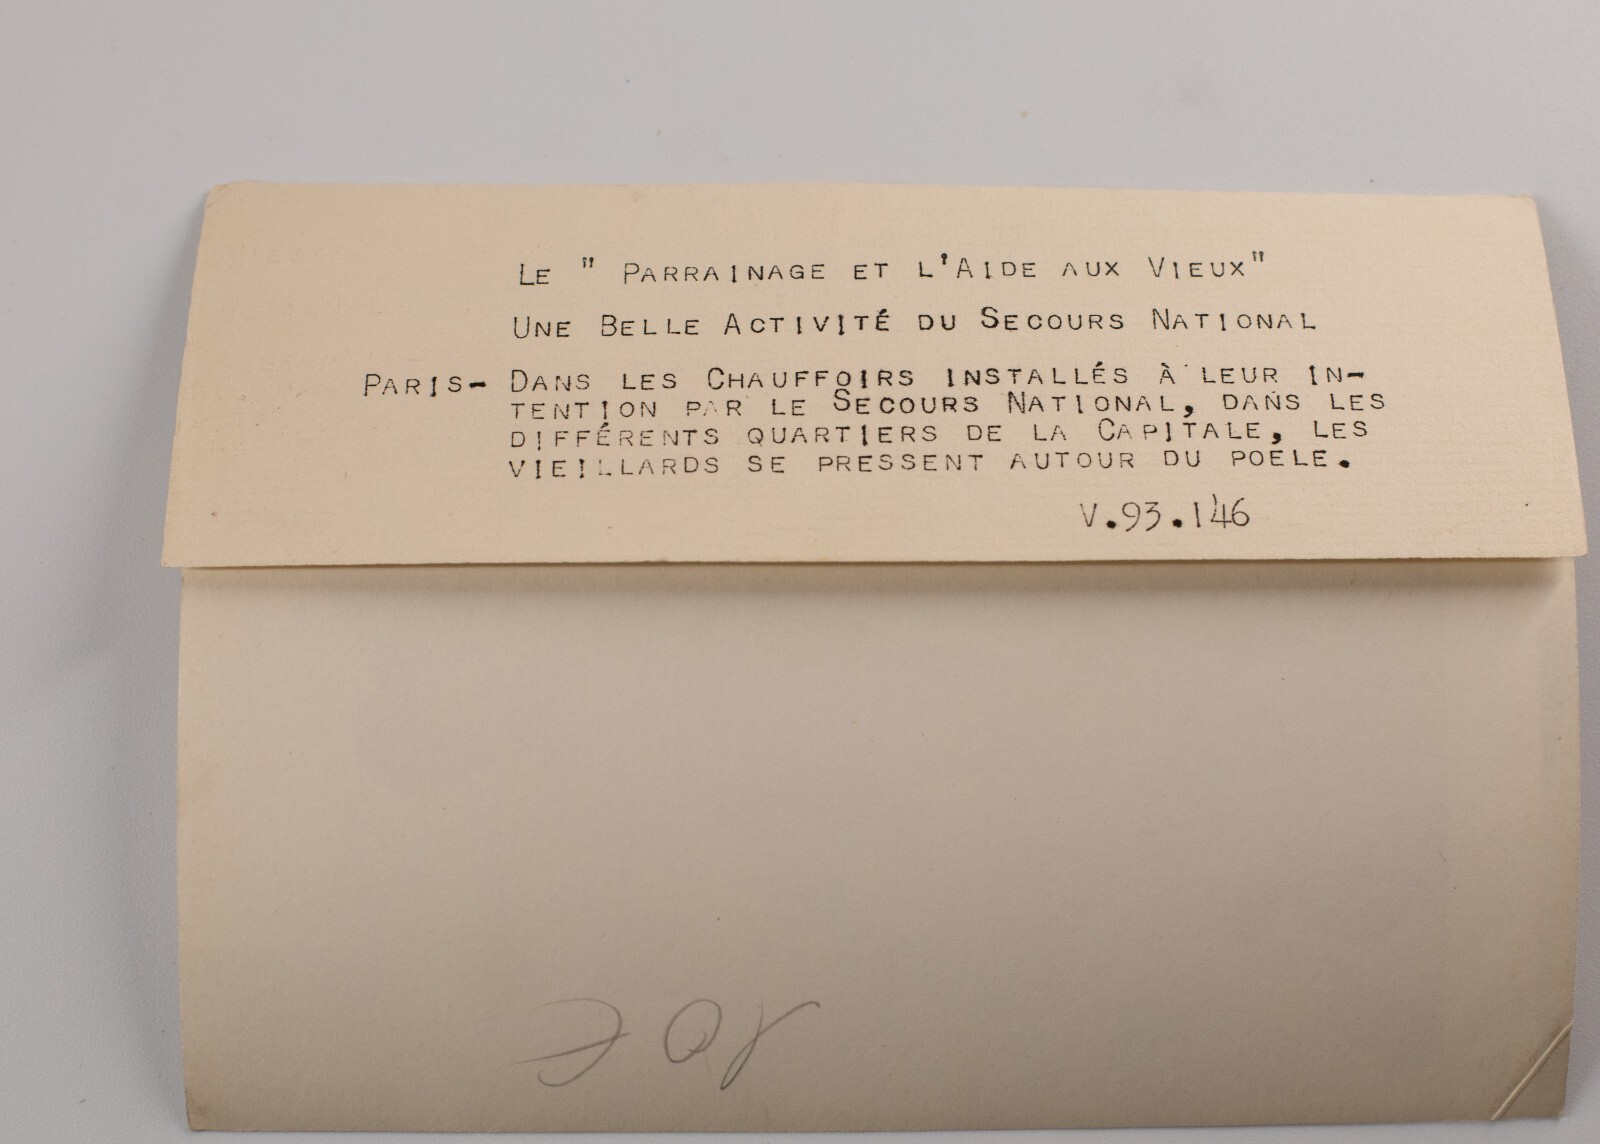 Le " Parrainage et l'Aide aux Vieux"
Une Belle Activité du Secours National
Paris- Dans les Chauffoirs installés à leur in-
tention par le Secours National, dans les
différents quartiers de la Capitale, les
vieillards se pressent autour du poele.
V.93.146